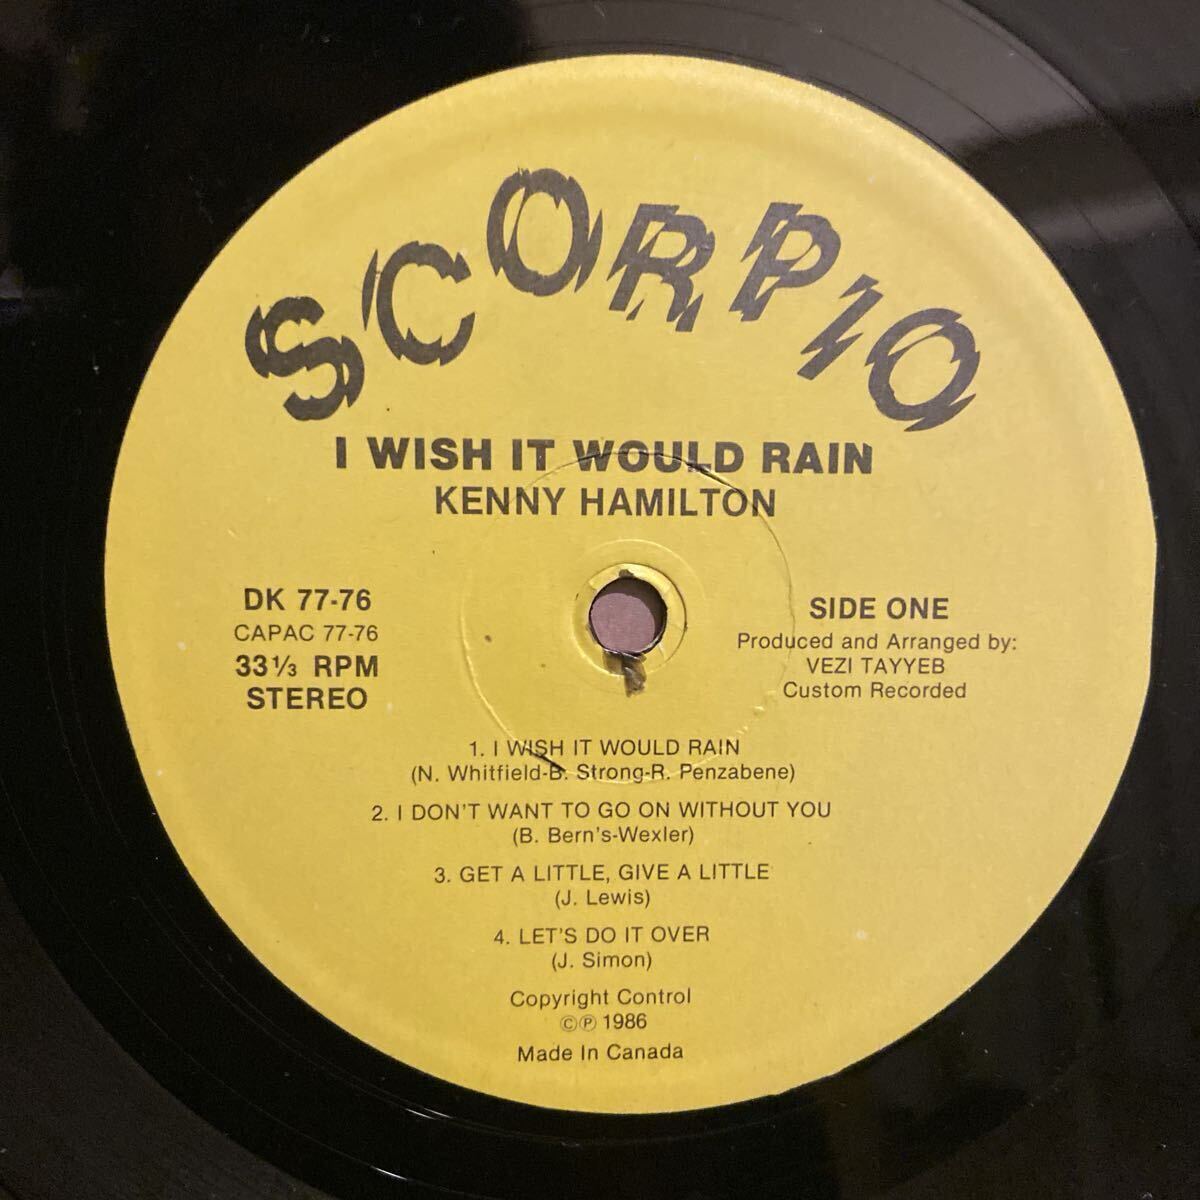 SCORPIO
I WISH IT WOULD RAIN
KENNY HAMILTON
DK 77-76
CAPAC 77-76
33 1/3 RPM
STEREO
SIDE ONE
Produced and Arranged by:
VEZI TAYYEB
Custom Recorded
1. I WISH IT WOULD RAIN
(N. Whitfield-B. Strong-R. Penzabene)
2. I DON'T WANT TO GO ON WITHOUT YOU
(B. Bern's-Wexler)
3. GET A LITTLE, GIVE A LITTLE
(J. Lewis)
4. LET'S DO IT OVER
(J. Simon)
Copyright Control
©℗ 1986
Made In Canada